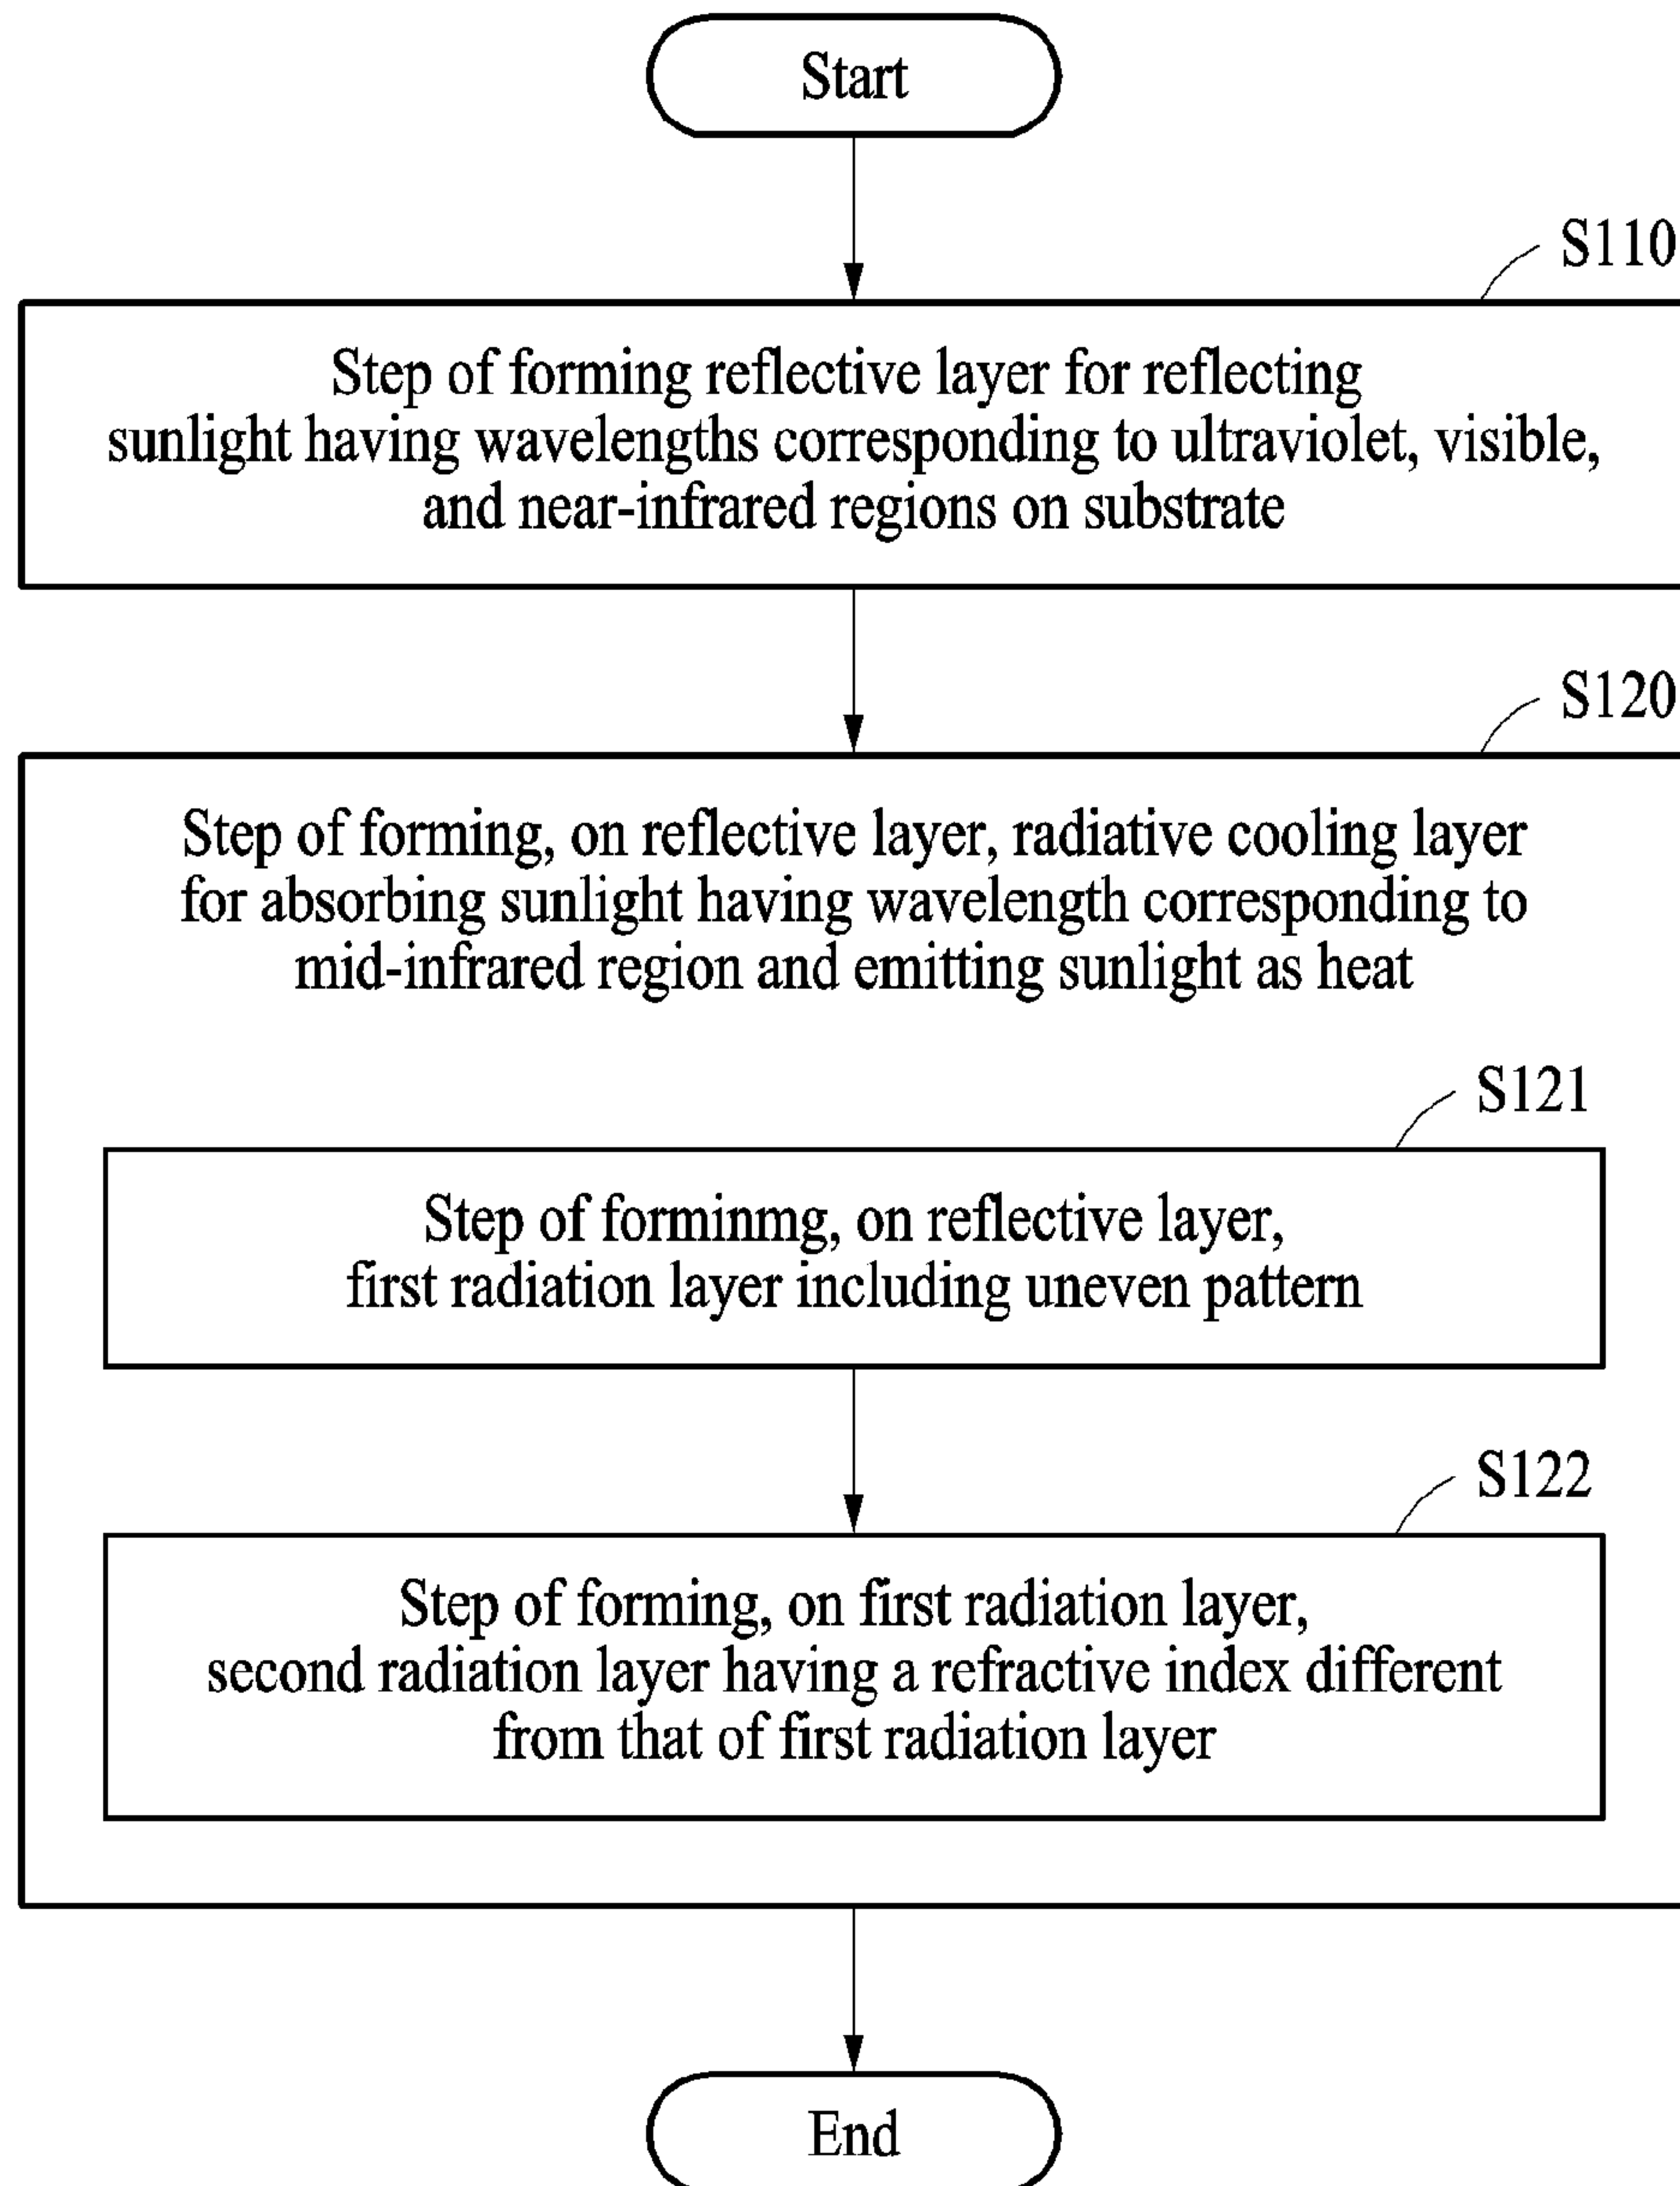 Start
S110
Step of forming reflective layer for reflecting
sunlight having wavelengths corresponding to ultraviolet, visible,
and near-infrared regions on substrate
S120
Step of forming, on reflective layer, radiative cooling layer
for absorbing sunlight having wavelength corresponding to
mid-infrared region and emitting sunlight as heat
S121
Step of forminmg, on reflective layer,
first radiation layer including uneven pattern
S122
Step of forming, on first radiation layer,
second radiation layer having a refractive index different
from that of first radiation layer
End